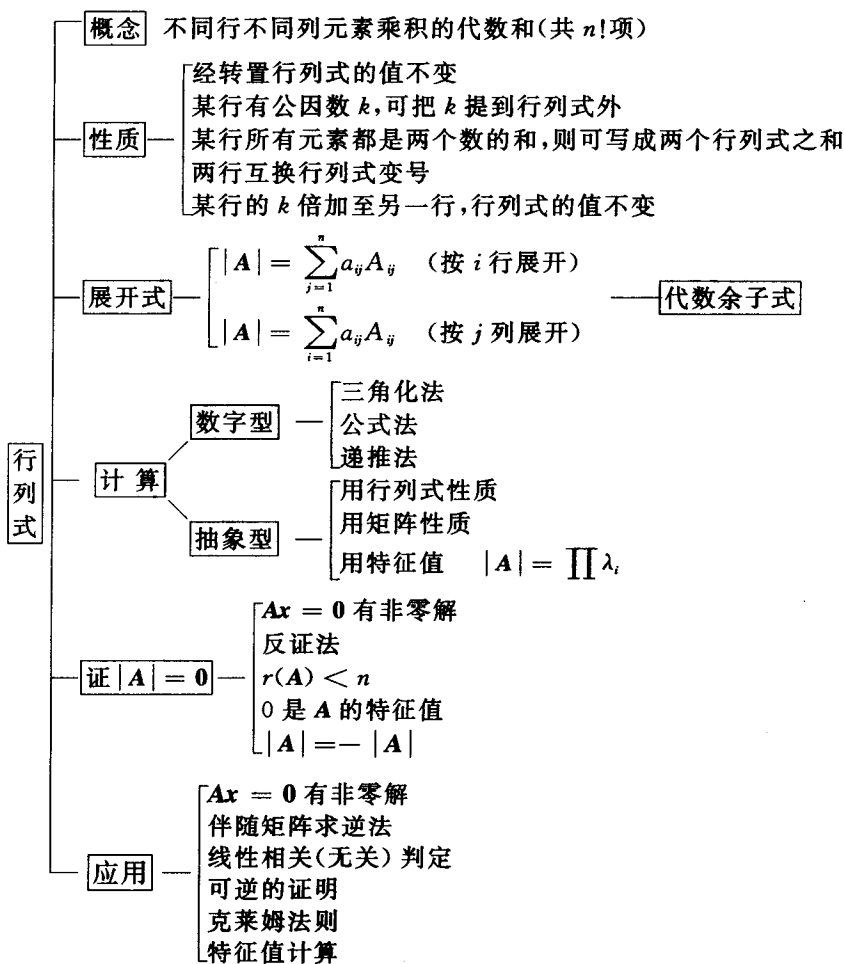 概念 不同行不同列元素乘积的代数和(共 n!项)
性质
经转置行列式的值不变
某行有公因数 k,可把 k 提到行列式外
某行所有元素都是两个数的和,则可写成两个行列式之和
两行互换行列式变号
某行的 k 倍加至另一行,行列式的值不变
展开式
|A| = \sum_{j=1}^{n} a_{ij}A_{ij} (按 i 行展开)
|A| = \sum_{i=1}^{n} a_{ij}A_{ij} (按 j 列展开)
代数余子式
行列式
计算
数字型
三角化法
公式法
递推法
抽象型
用行列式性质
用矩阵性质
用特征值 |A| = ∏ λ_i
证|A| = 0
Ax = 0 有非零解
反证法
r(A) < n
0 是 A 的特征值
|A| = - |A|
应用
Ax = 0 有非零解
伴随矩阵求逆法
线性相关(无关)判定
可逆的证明
克莱姆法则
特征值计算